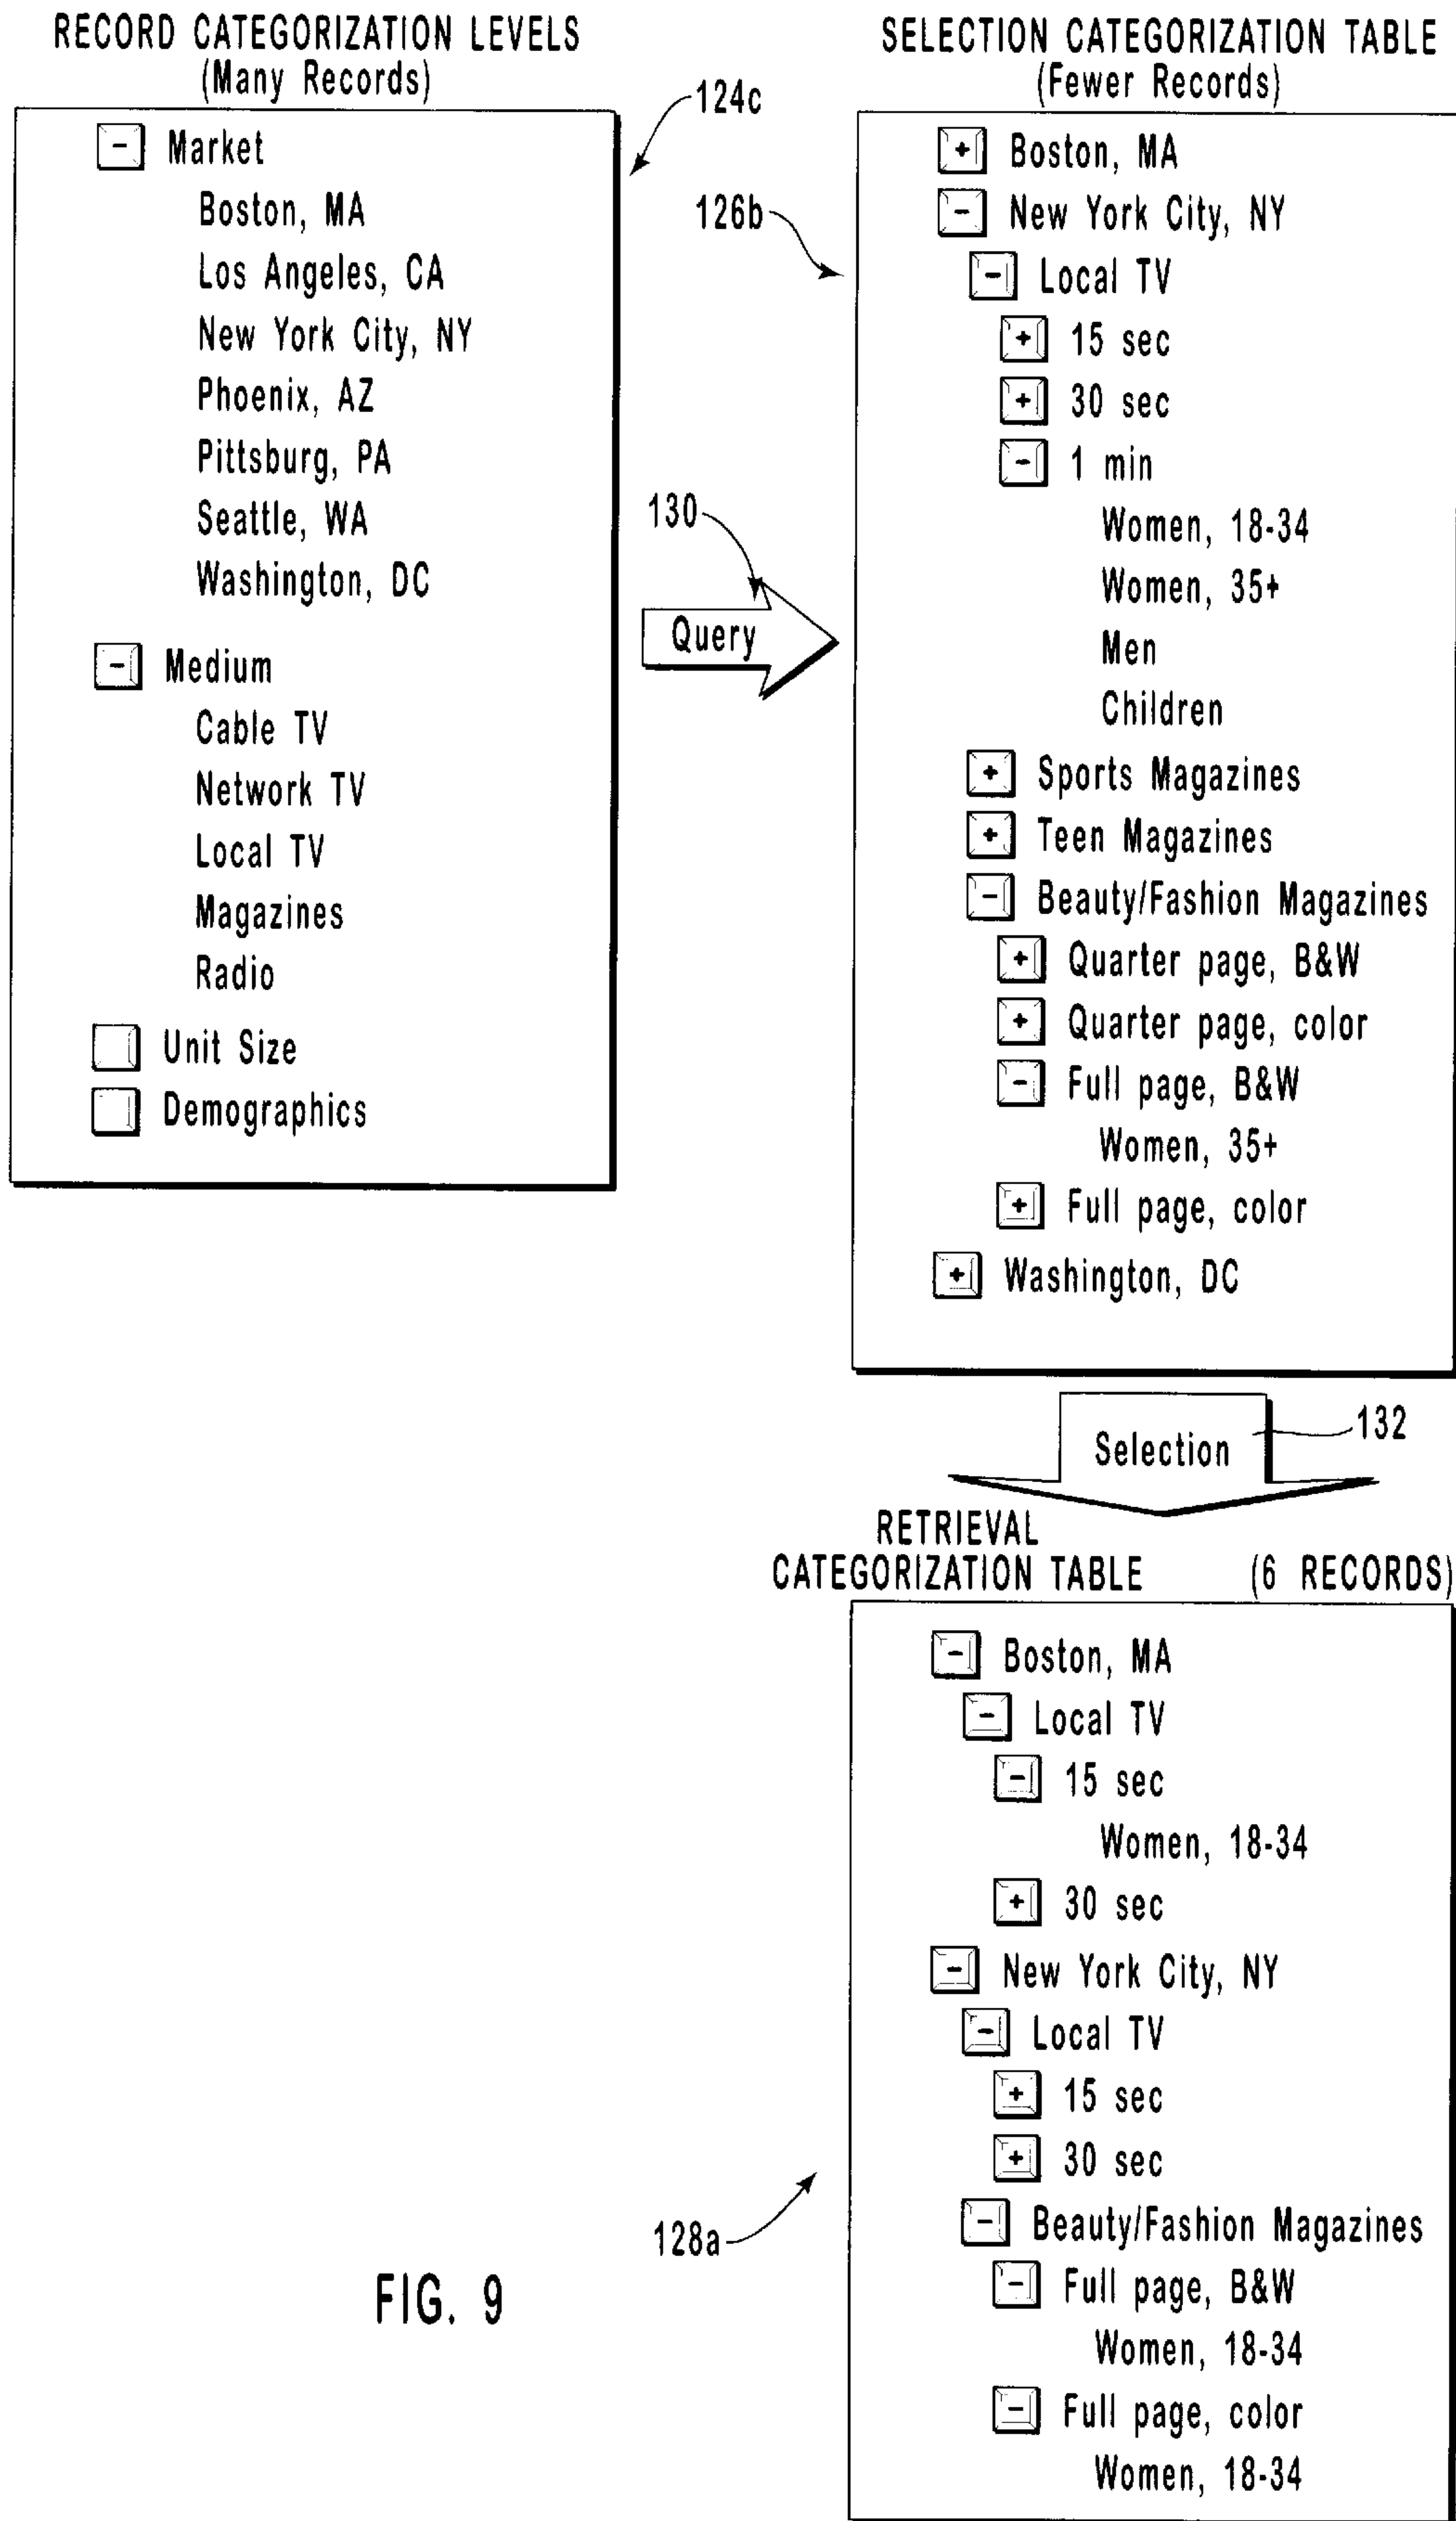 RECORD CATEGORIZATION LEVELS
(Many Records)
- Market
Boston, MA
Los Angeles, CA
New York City, NY
Phoenix, AZ
Pittsburg, PA
Seattle, WA
Washington, DC
- Medium
Cable TV
Network TV
Local TV
Magazines
Radio
Unit Size
Demographics
124c
126b
130
Query
SELECTION CATEGORIZATION TABLE
(Fewer Records)
+ Boston, MA
- New York City, NY
- Local TV
+ 15 sec
+ 30 sec
- 1 min
Women, 18-34
Women, 35+
Men
Children
+ Sports Magazines
+ Teen Magazines
- Beauty/Fashion Magazines
+ Quarter page, B&W
+ Quarter page, color
- Full page, B&W
Women, 35+
+ Full page, color
+ Washington, DC
Selection
132
RETRIEVAL
CATEGORIZATION TABLE (6 RECORDS)
- Boston, MA
- Local TV
- 15 sec
Women, 18-34
+ 30 sec
- New York City, NY
- Local TV
+ 15 sec
+ 30 sec
- Beauty/Fashion Magazines
- Full page, B&W
Women, 18-34
- Full page, color
Women, 18-34
128a
FIG. 9